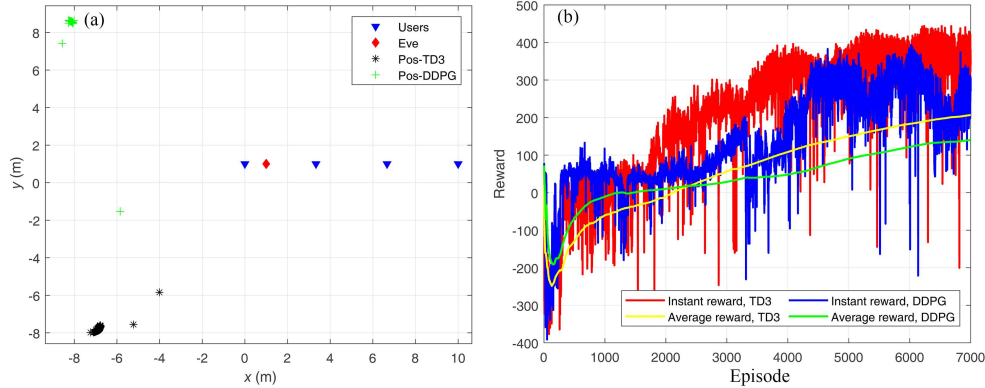 (a)
Users
Eve
Pos-TD3
Pos-DDPG
8
6
4
2
0
-2
-4
-6
-8
y (m)
-8 -6 -4 -2 0 2 4 6 8 10
x (m)
(b)
500
400
300
200
100
0
-100
-200
-300
-400
Reward
Instant reward, TD3
Average reward, TD3
Instant reward, DDPG
Average reward, DDPG
0 1000 2000 3000 4000 5000 6000 7000
Episode